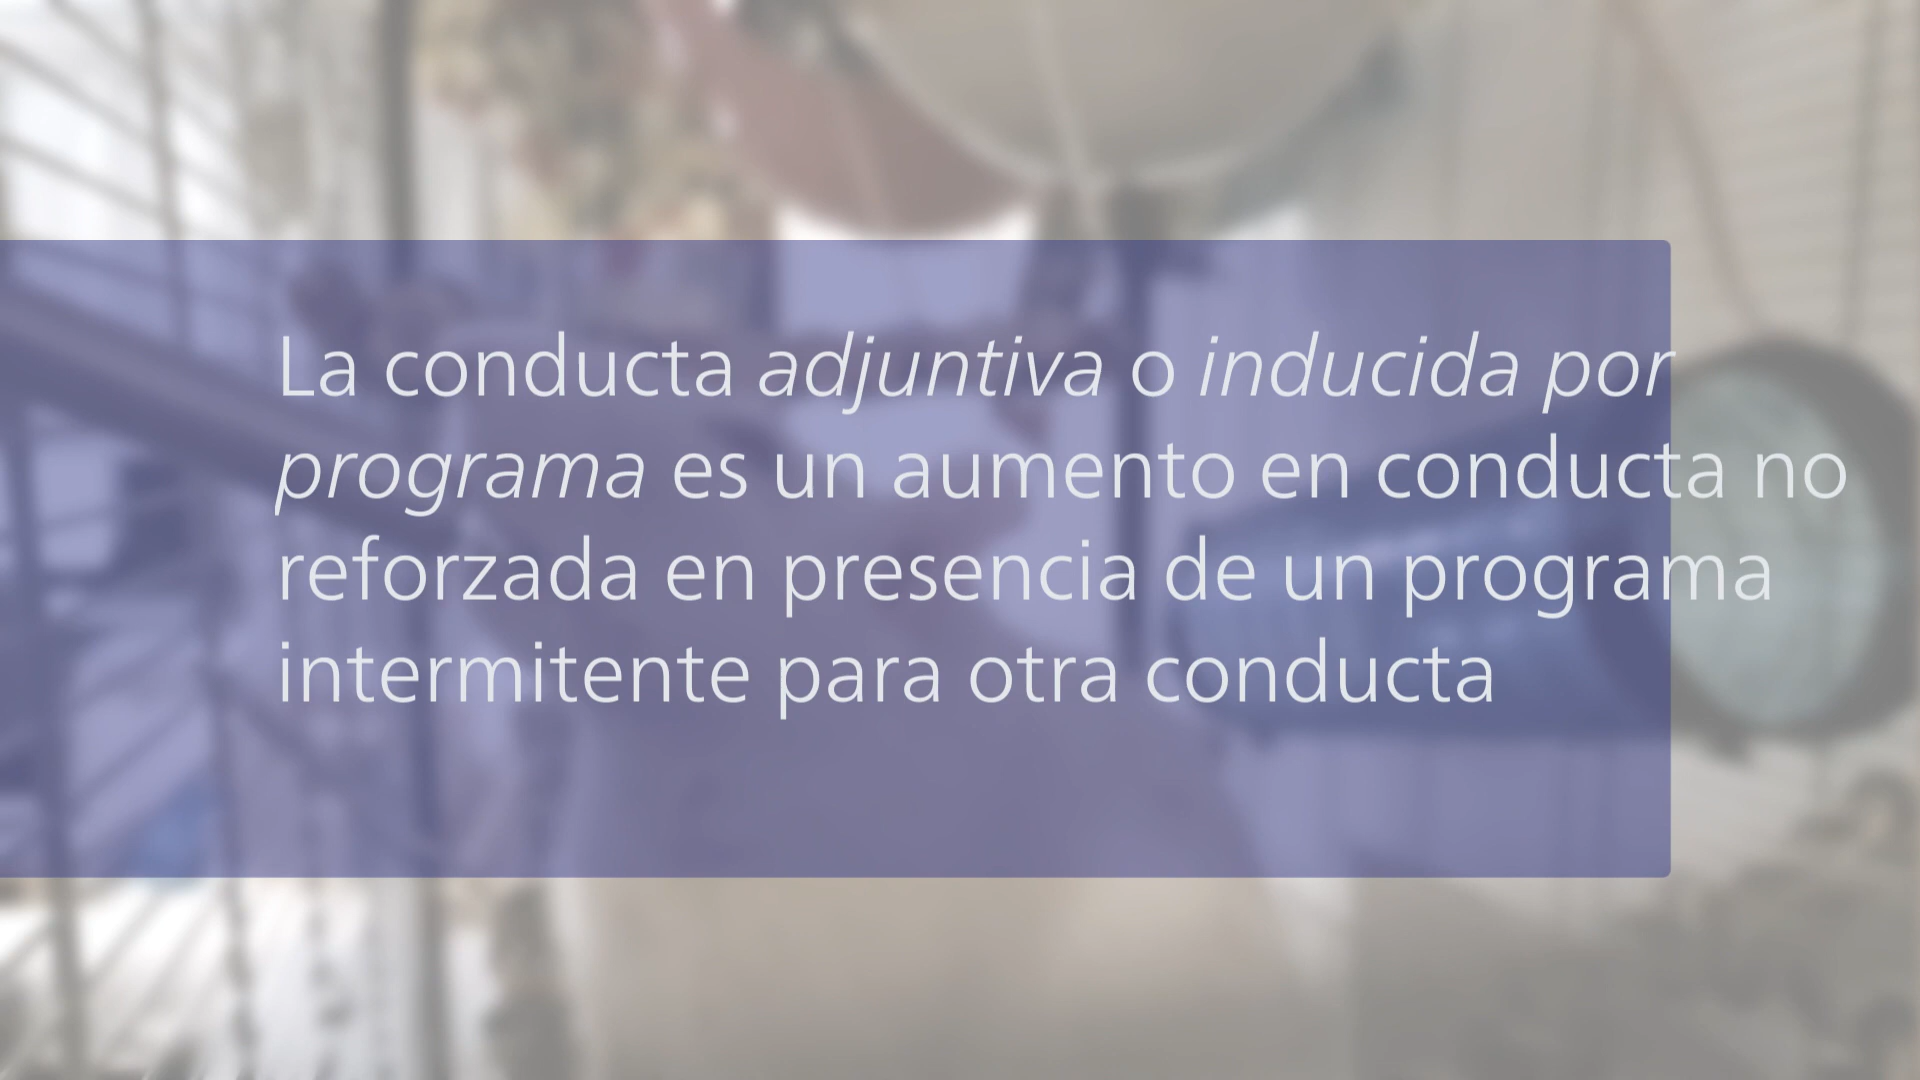 La conducta adjuntiva o inducida por
programa es un aumento en conducta no
reforzada en presencia de un programa
intermitente para otra conducta